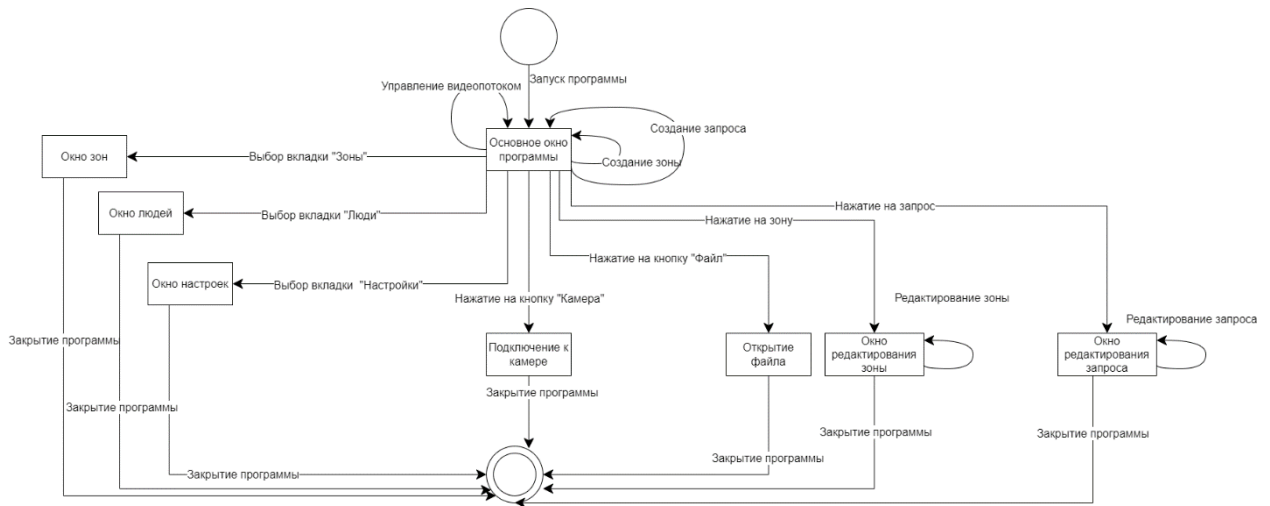 Запуск программы
Управление видеопотоком
Создание запроса
Основное окно
программы
Создание зоны
Окно зон
Выбор вкладки "Зоны"
Окно людей
Выбор вкладки "Люди"
Нажатие на запрос
Нажатие на зону
Нажатие на кнопку "Файл"
Окно настроек
Выбор вкладки "Настройки"
Нажатие на кнопку "Камера"
Редактирование зоны
Редактирование запроса
Закрытие программы
Подключение к
камере
Открытие
файла
Окно
редактирования
зоны
Окно
редактирования
запроса
Закрытие программы
Закрытие программы
Закрытие программы
Закрытие программы
Закрытие программы
Закрытие программы